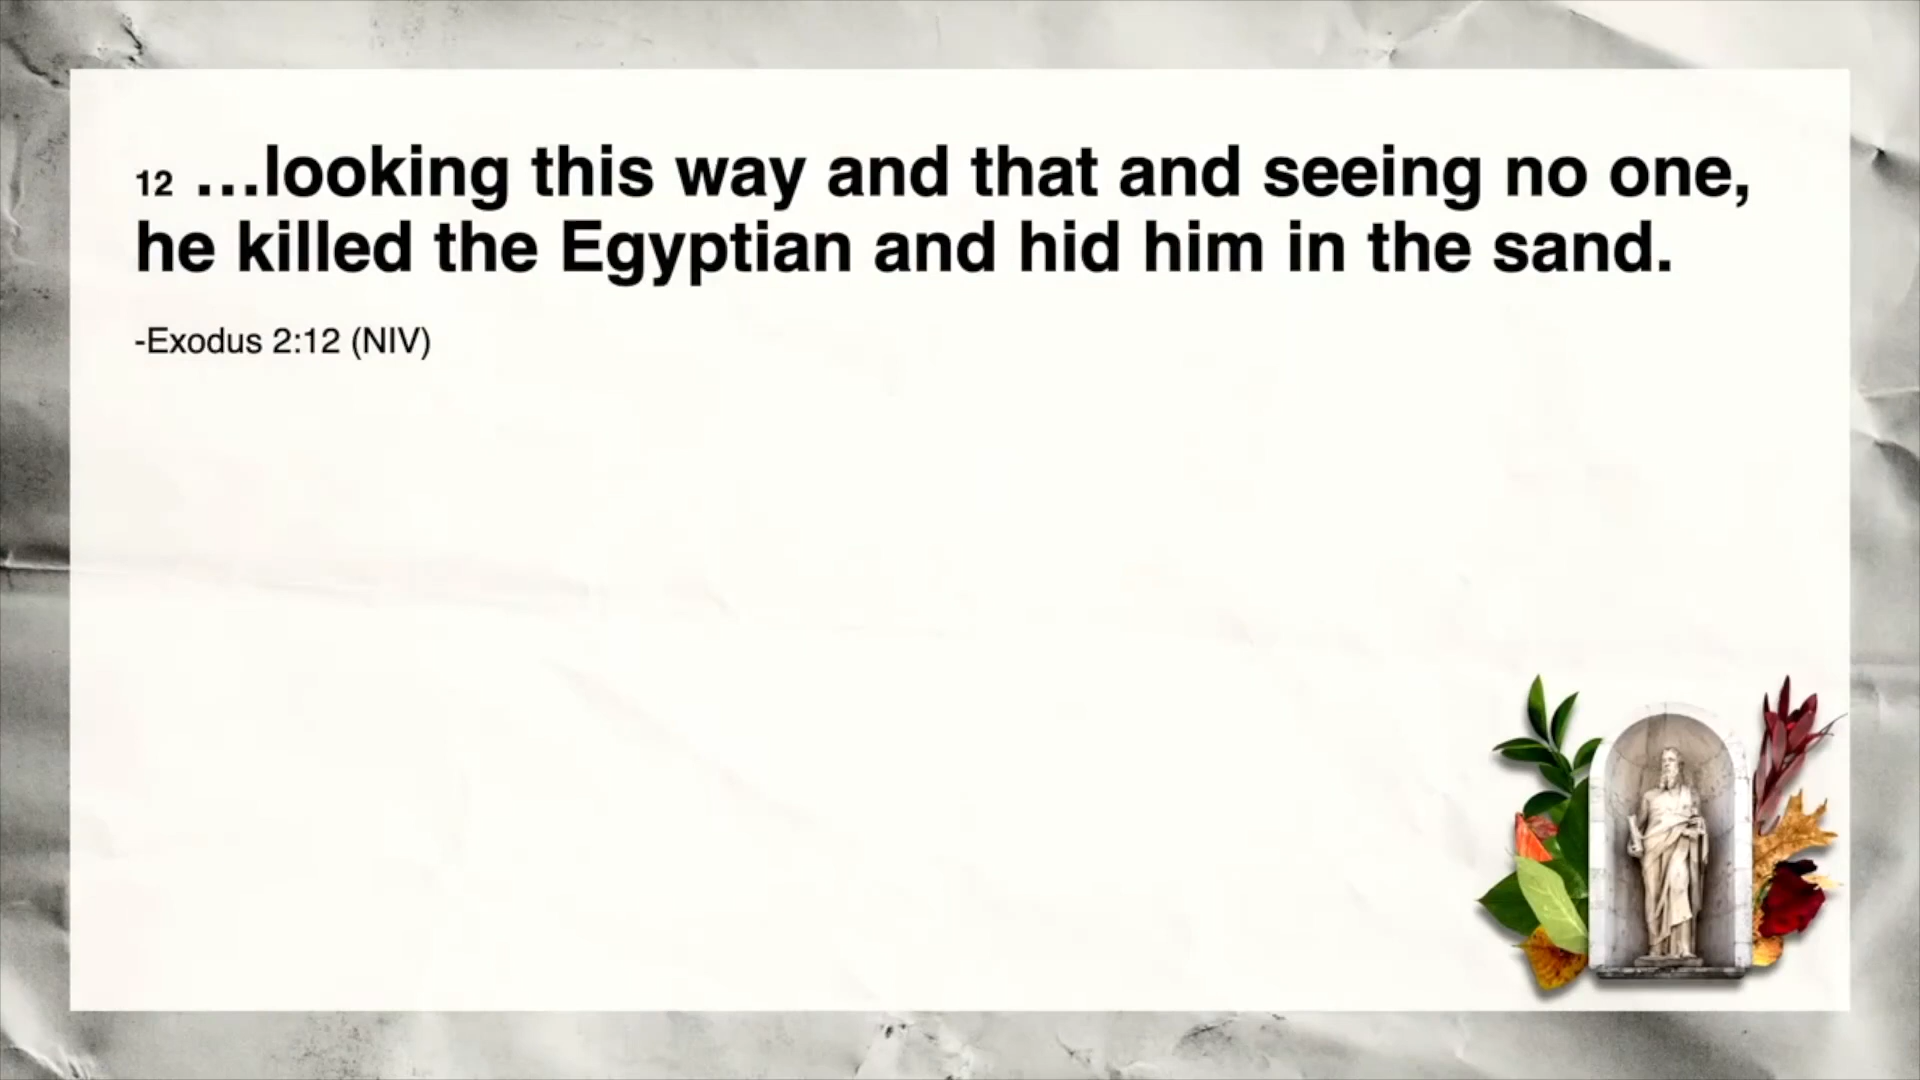 12 …looking this way and that and seeing no one,
he killed the Egyptian and hid him in the sand.
-Exodus 2:12 (NIV)